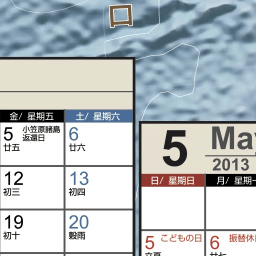 金/ 星期五 土/ 星期六
5 小笠原諸島
返還日 6
廿五 廿六
12 13
初三 初四
19 20
初十 穀雨
5 May
2013
日/ 星期日 月/ 星期一
5 こどもの日 6 振替休
立夏 廿七